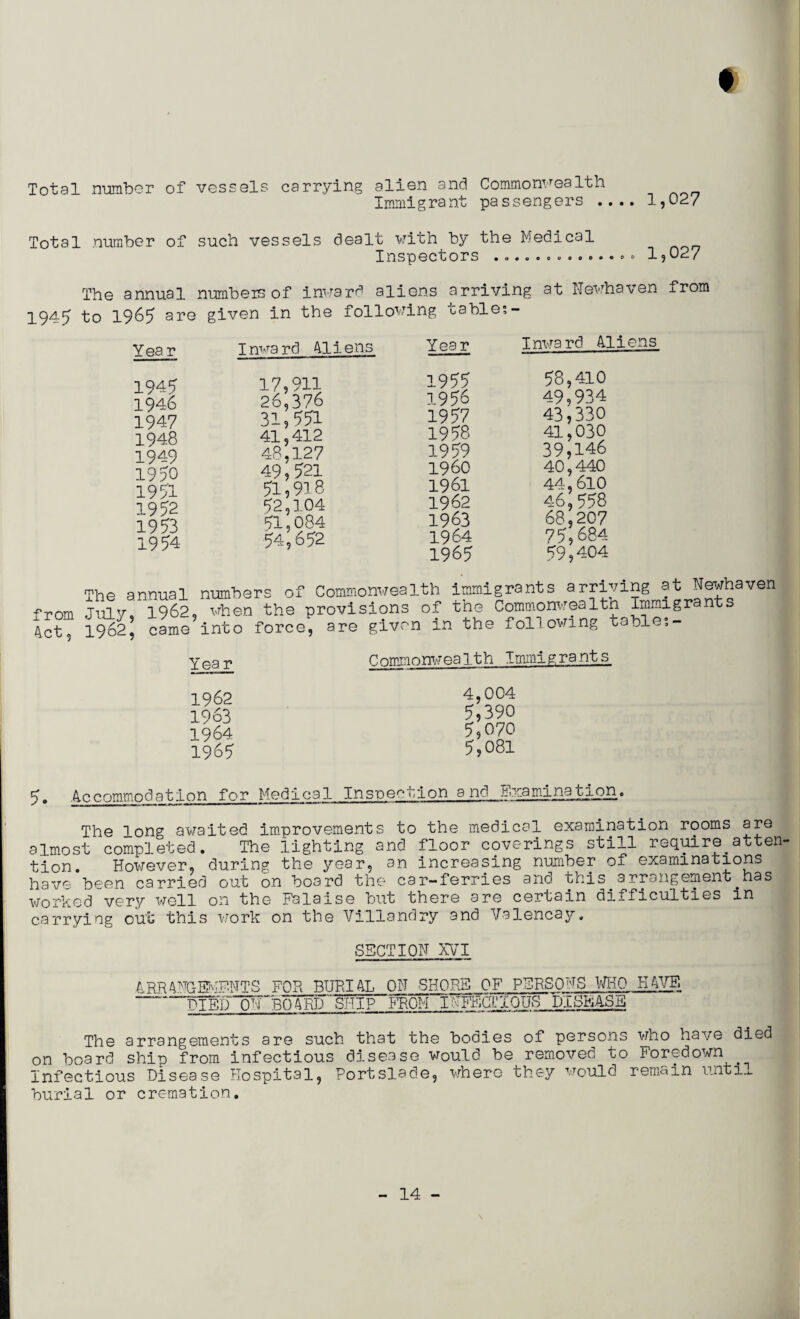 Total number of vessels carrying alien and Commonwealth
Immigrant passengers .... 1,027
Total number of such vessels dealt with by the Medical
Inspectors ............... 1,027
The annual numbers of inward aliens arriving at Newhaven from
1945 to 1965 are given in the following table:-
Year Inward Aliens Year Inward Aliens
1945 17,911 1955 58,410
1946 26,376 1956 49,934
1947 31,551 1957 43,330
1948 41,412 1958 41,030
1949 48,127 1959 39,146
1950 49,521 1960 40,440
1951 51,918 1961 44,610
1952 52,104 1962 46,558
1953 51,084 1963 68,207
1954 54,652 1964 75,684
1965 59,404
The annual numbers of Commonwealth immigrants arriving at Newhaven
from July, 1962, when the provisions of the Commonwealth Immigrants
Act, 1962, came into force, are given in the following table:-
Year Commonwealth Immigrants
1962 4,004
1963 5,390
1964 5,070
1965 5,081
5. Accommodation for Medical Inspection and Examination.
The long awaited improvements to the medical examination rooms are
almost completed. The lighting and floor coverings still require atten-
tion. However, during the year, an increasing number of examinations
have been carried out on board the car-ferries and this arrangement has
worked very well on the Falaise but there are certain difficulties in
carrying out this work on the Villandry and Valencay.
SECTION XVI
ARRANGEMENTS FOR BURIAL ON SHORE OF PERSONS WHO HAVE
DIED ON BOARD SHIP FROM INFECTIOUS DISEASE
The arrangements are such that the bodies of persons who have died
on board ship from infectious disease would be removed to Foredown
Infectious Disease Hospital, Portslade, where they would remain until
burial or cremation.
- 14 -